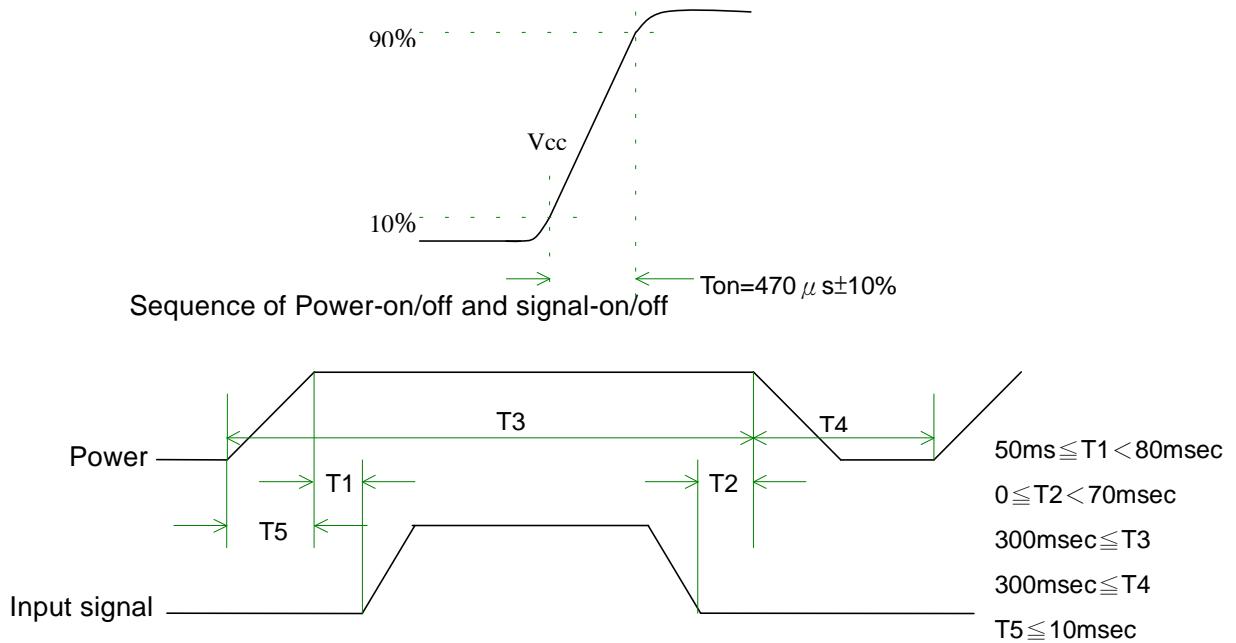 90%
Vcc
10%
Ton=470 μ s±10%
Sequence of Power-on/off and signal-on/off
T3
T4
Power
T1
T2
T5
Input signal
50ms≦T1＜80msec
0≦T2＜70msec
300msec≦T3
300msec≦T4
T5≦10msec